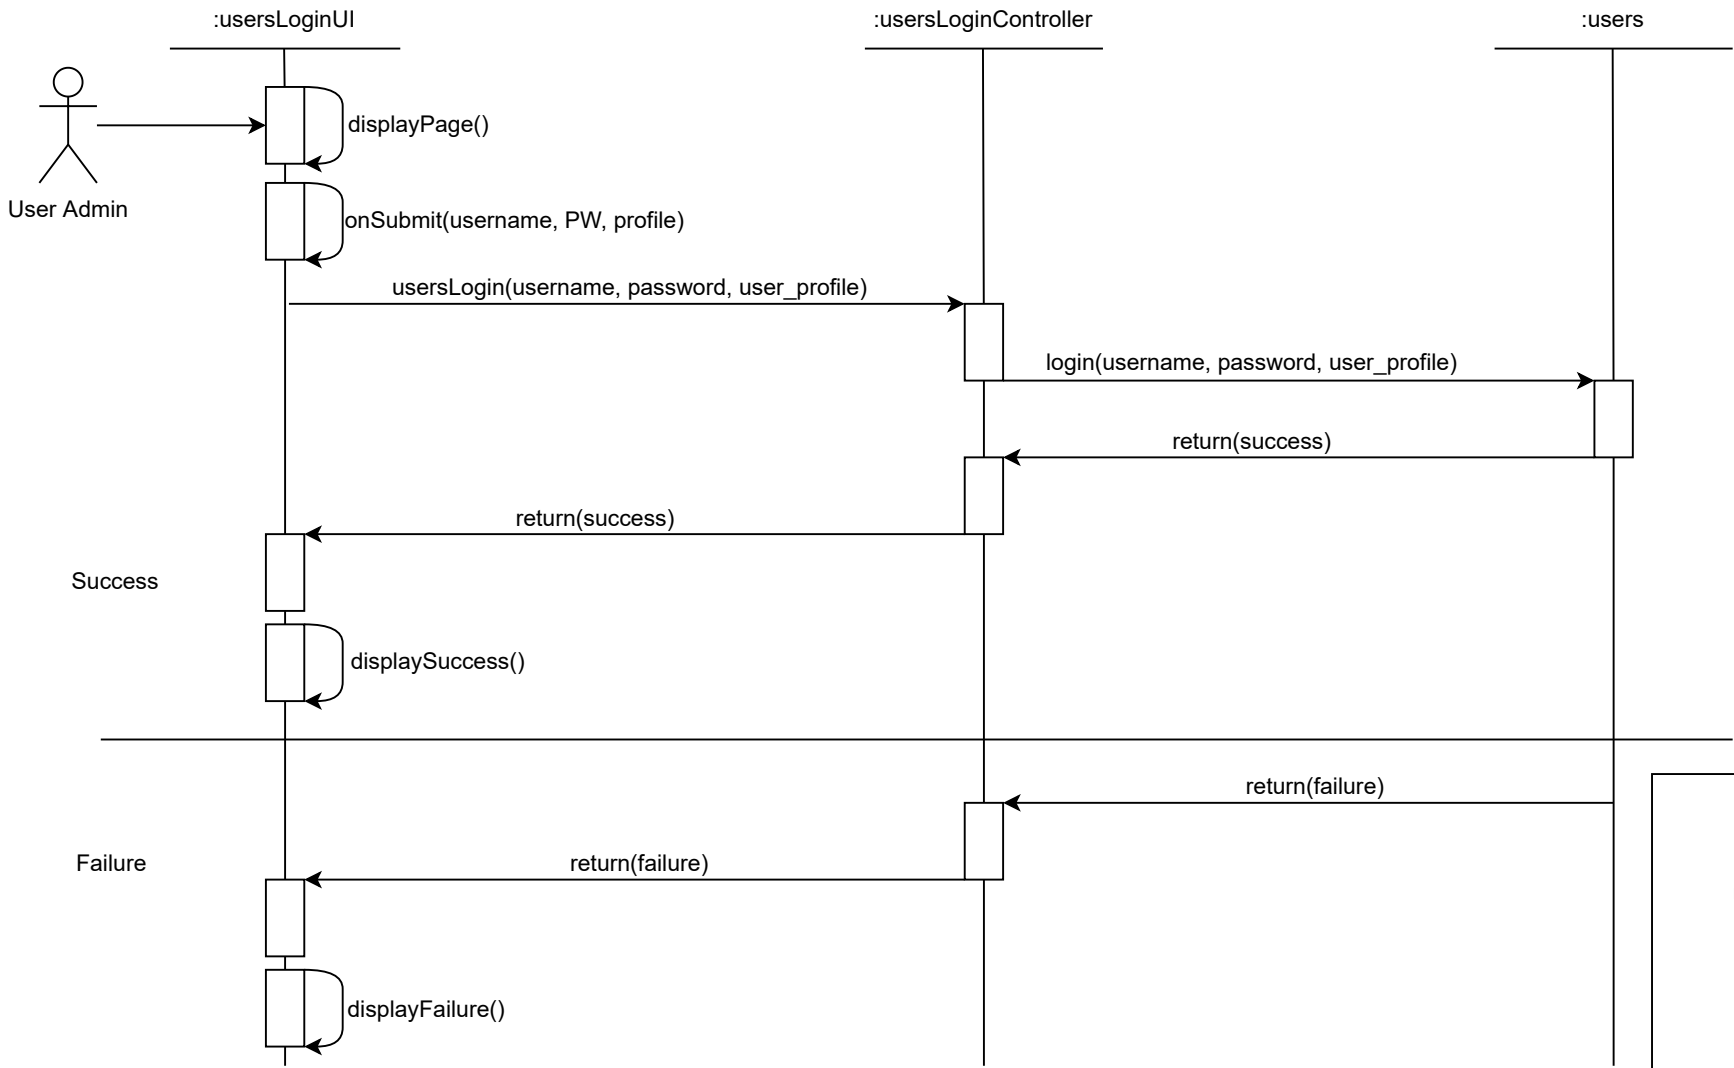 :usersLoginUI
:usersLoginController
:users
displayPage()
User Admin
onSubmit(username, PW, profile)
usersLogin(username, password, user_profile)
login(username, password, user_profile)
return(success)
return(success)
Success
displaySuccess()
return(failure)
Failure
return(failure)
displayFailure()